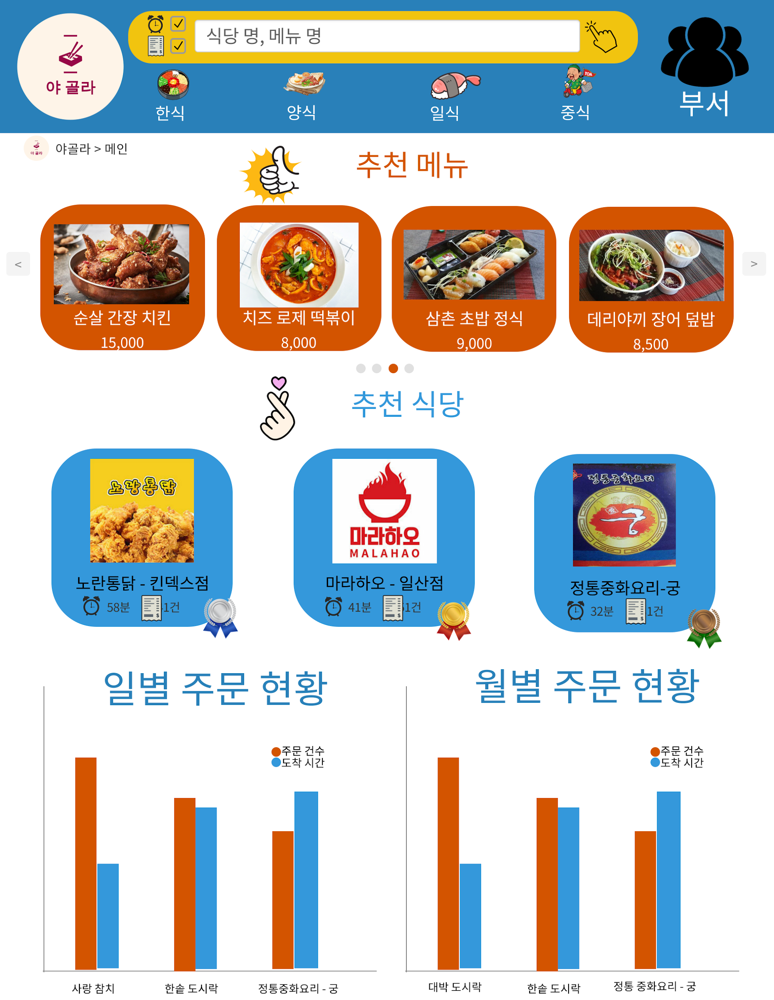 식당 명, 메뉴 명
야 골라
한식
양식
일식
TOA
중식
부서
야 골라
야골라 > 메인
추천 메뉴
<
>
순살 간장 치킨
15,000
치즈 로제 떡볶이
8,000
삼촌 초밥 정식
9,000
데리야끼 장어 덮밥
8,500
추천 식당
노랑통닭
마라하오
MALAHAO
정통중화요리
궁
노란통닭 - 킨덱스점
58분
1건
마라하오 - 일산점
41분
1건
정통중화요리-궁
32분
1건
일별 주문 현황
월별 주문 현황
주문 건수
도착 시간
주문 건수
도착 시간
사랑 참치
한솥 도시락
정통중화요리 - 궁
대박 도시락
한솥 도시락
정통 중화요리 - 궁